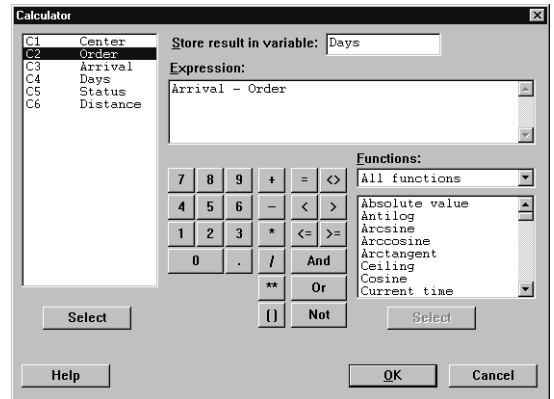 Calculator
C1 Center
C2 Order
C3 Arrival
C4 Days
C5 Status
C6 Distance
Store result in variable: Days
Expression:
Arrival - Order
Functions:
All functions
7 8 9 + = <>
4 5 6 - < >
1 2 3 * <= >=
0 . / And
** Or
() Not
Absolute value
Antilog
Arcsine
Arccosine
Arctangent
Ceiling
Cosine
Current time
Select
Select
Help
OK
Cancel